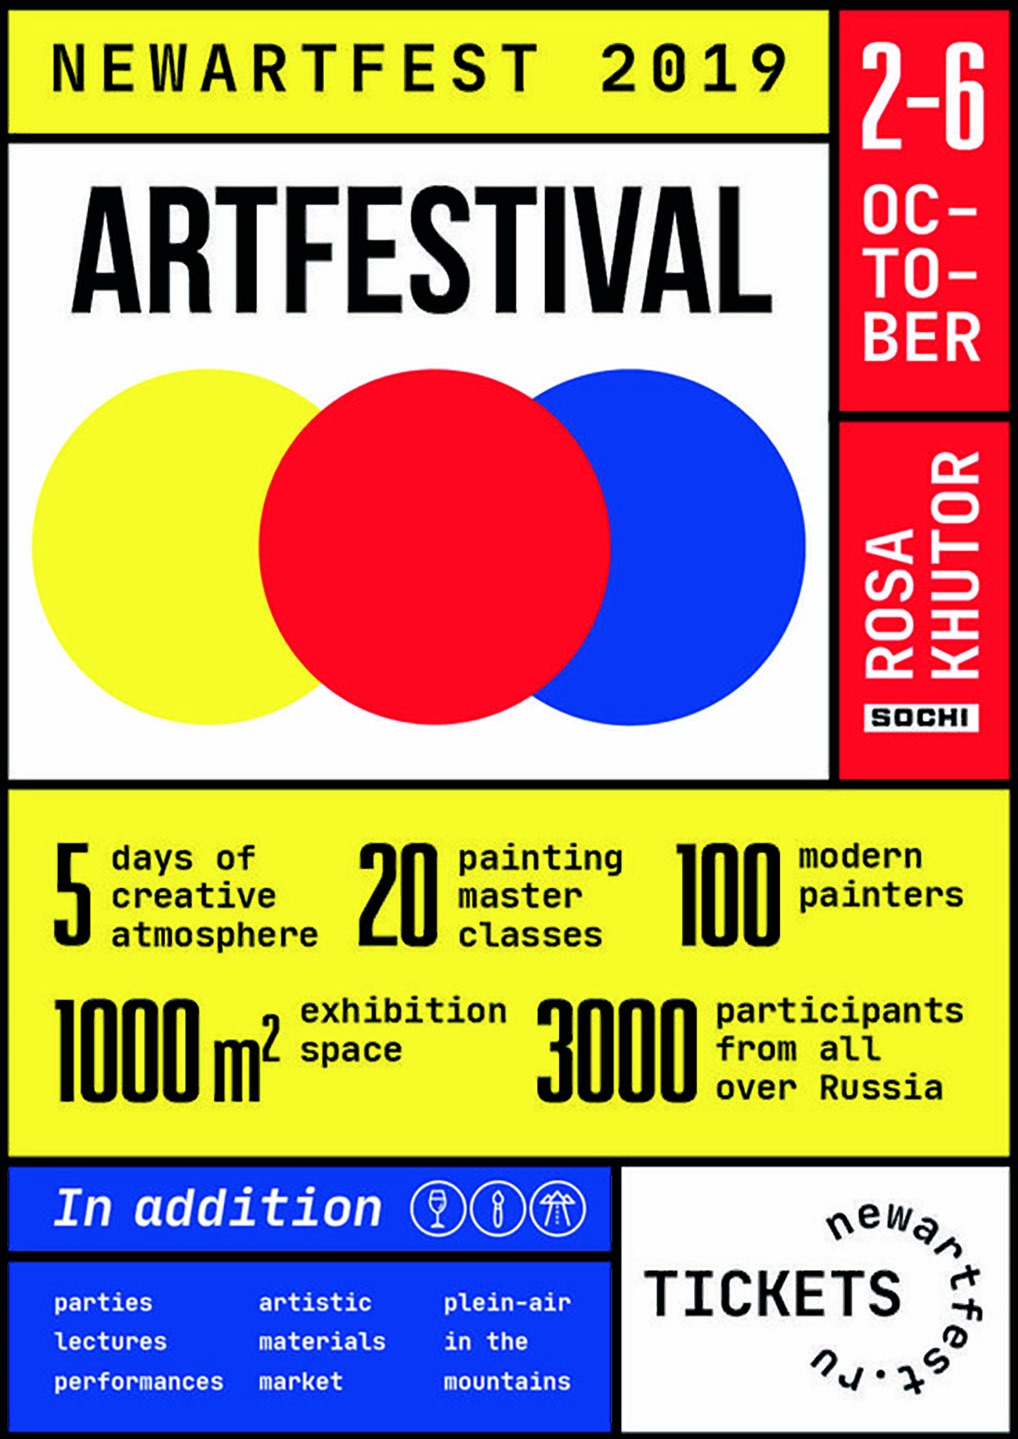 NEWARTFEST 2019
2-6
OC-
TO-
BER
ARTFESTIVAL
ROSA
KHUTOR
SOCHI
5 days of
creative
atmosphere
20 painting
master
classes
100 modern
painters
1000 m² exhibition
space
3000 participants
from all
over Russia
In addition
parties
lectures
performances
artistic
materials
market
plein-air
in the
mountains
TICKETS
newartfest.ru